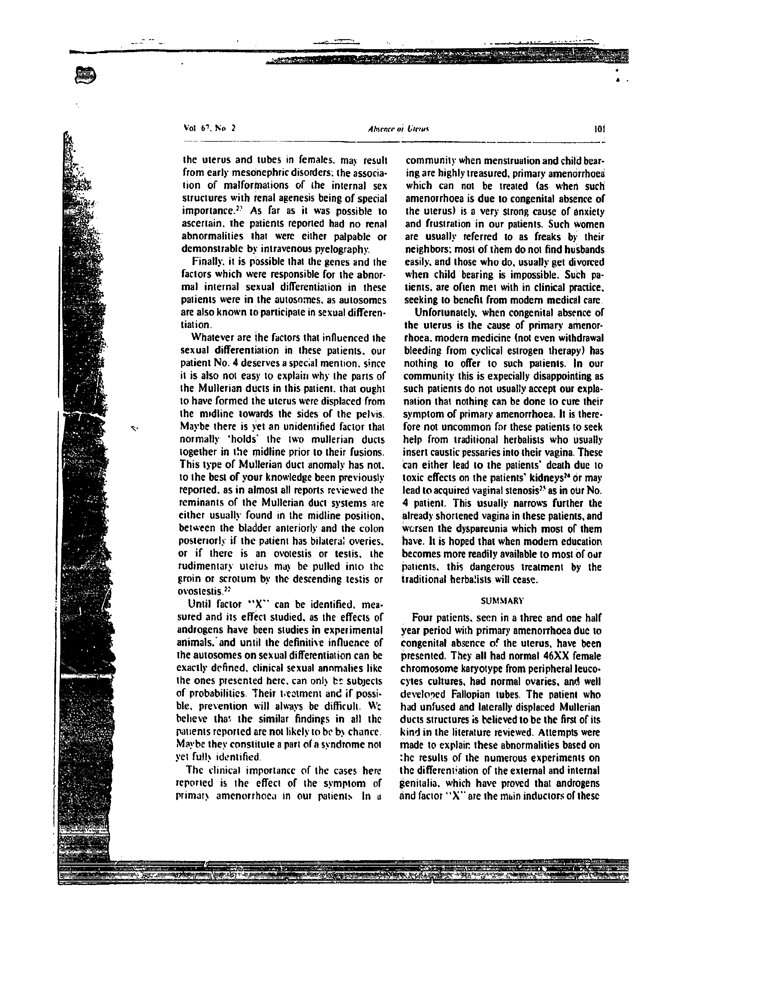 Vol 67, No 2
Absence of Uterus
101
the uterus and tubes in females, may result
from early mesonephric disorders; the associa-
tion of malformations of the internal sex
structures with renal agenesis being of special
importance.²¹ As far as it was possible to
ascertain, the patients reported had no renal
abnormalities that were either palpable or
demonstrable by intravenous pyelography.
Finally, it is possible that the genes and the
factors which were responsible for the abnor-
mal internal sexual differentiation in these
patients were in the autosomes, as autosomes
are also known to participate in sexual differen-
tiation.
Whatever are the factors that influenced the
sexual differentiation in these patients, our
patient No. 4 deserves a special mention, since
it is also not easy to explain why the parts of
the Mullerian ducts in this patient, that ought
to have formed the uterus were displaced from
the midline towards the sides of the pelvis.
Maybe there is yet an unidentified factor that
normally 'holds' the two mullerian ducts
together in the midline prior to their fusions.
This type of Mullerian duct anomaly has not,
to the best of your knowledge been previously
reported, as in almost all reports reviewed the
reminants of the Mullerian duct systems are
either usually found in the midline position,
between the bladder anteriorly and the colon
posteriorly if the patient has bilateral overies,
or if there is an ovotestis or testis, the
rudimentary uterus may be pulled into the
groin or scrotum by the descending testis or
ovostestis.²²
Until factor "X" can be identified, mea-
sured and its effect studied, as the effects of
androgens have been studies in experimental
animals, and until the definitive influence of
the autosomes on sexual differentiation can be
exactly defined, clinical sexual anomalies like
the ones presented here, can only be subjects
of probabilities. Their treatment and if possi-
ble, prevention will always be difficult. We
believe that the similar findings in all the
patients reported are not likely to be by chance.
Maybe they constitute a part of a syndrome not
yet fully identified.
The clinical importance of the cases here
reported is the effect of the symptom of
primary amenorrhoea in our patients In a
community when menstruation and child bear-
ing are highly treasured, primary amenorrhoea
which can not be treated (as when such
amenorrhoea is due to congenital absence of
the uterus) is a very strong cause of anxiety
and frustration in our patients. Such women
are usually referred to as freaks by their
neighbors; most of them do not find husbands
easily, and those who do, usually get divorced
when child bearing is impossible. Such pa-
tients, are often met with in clinical practice,
seeking to benefit from modern medical care
Unfortunately, when congenital absence of
the uterus is the cause of primary amenor-
rhoea, modern medicine (not even withdrawal
bleeding from cyclical estrogen therapy) has
nothing to offer to such patients. In our
community this is expecially disappointing as
such patients do not usually accept our expla-
nation that nothing can be done to cure their
symptom of primary amenorrhoea. It is there-
fore not uncommon for these patients to seek
help from traditional herbalists who usually
insert caustic pessaries into their vagina. These
can either lead to the patients' death due to
toxic effects on the patients' kidneys²⁴ or may
lead to acquired vaginal stenosis²⁵ as in our No.
4 patient. This usually narrows further the
already shortened vagina in these patients, and
worsen the dyspareunia which most of them
have. It is hoped that when modern education
becomes more readily available to most of our
patients, this dangerous treatment by the
traditional herbalists will cease.
SUMMARY
Four patients, seen in a three and one half
year period with primary amenorrhoea due to
congenital absence of the uterus, have been
presented. They all had normal 46XX female
chromosome karyotype from peripheral leuco-
cytes cultures, had normal ovaries, and well
developed Fallopian tubes. The patient who
had unfused and laterally displaced Mullerian
ducts structures is believed to be the first of its
kind in the literature reviewed. Attempts were
made to explain these abnormalities based on
the results of the numerous experiments on
the differentiation of the external and internal
genitalia, which have proved that androgens
and factor "X" are the main inductors of these